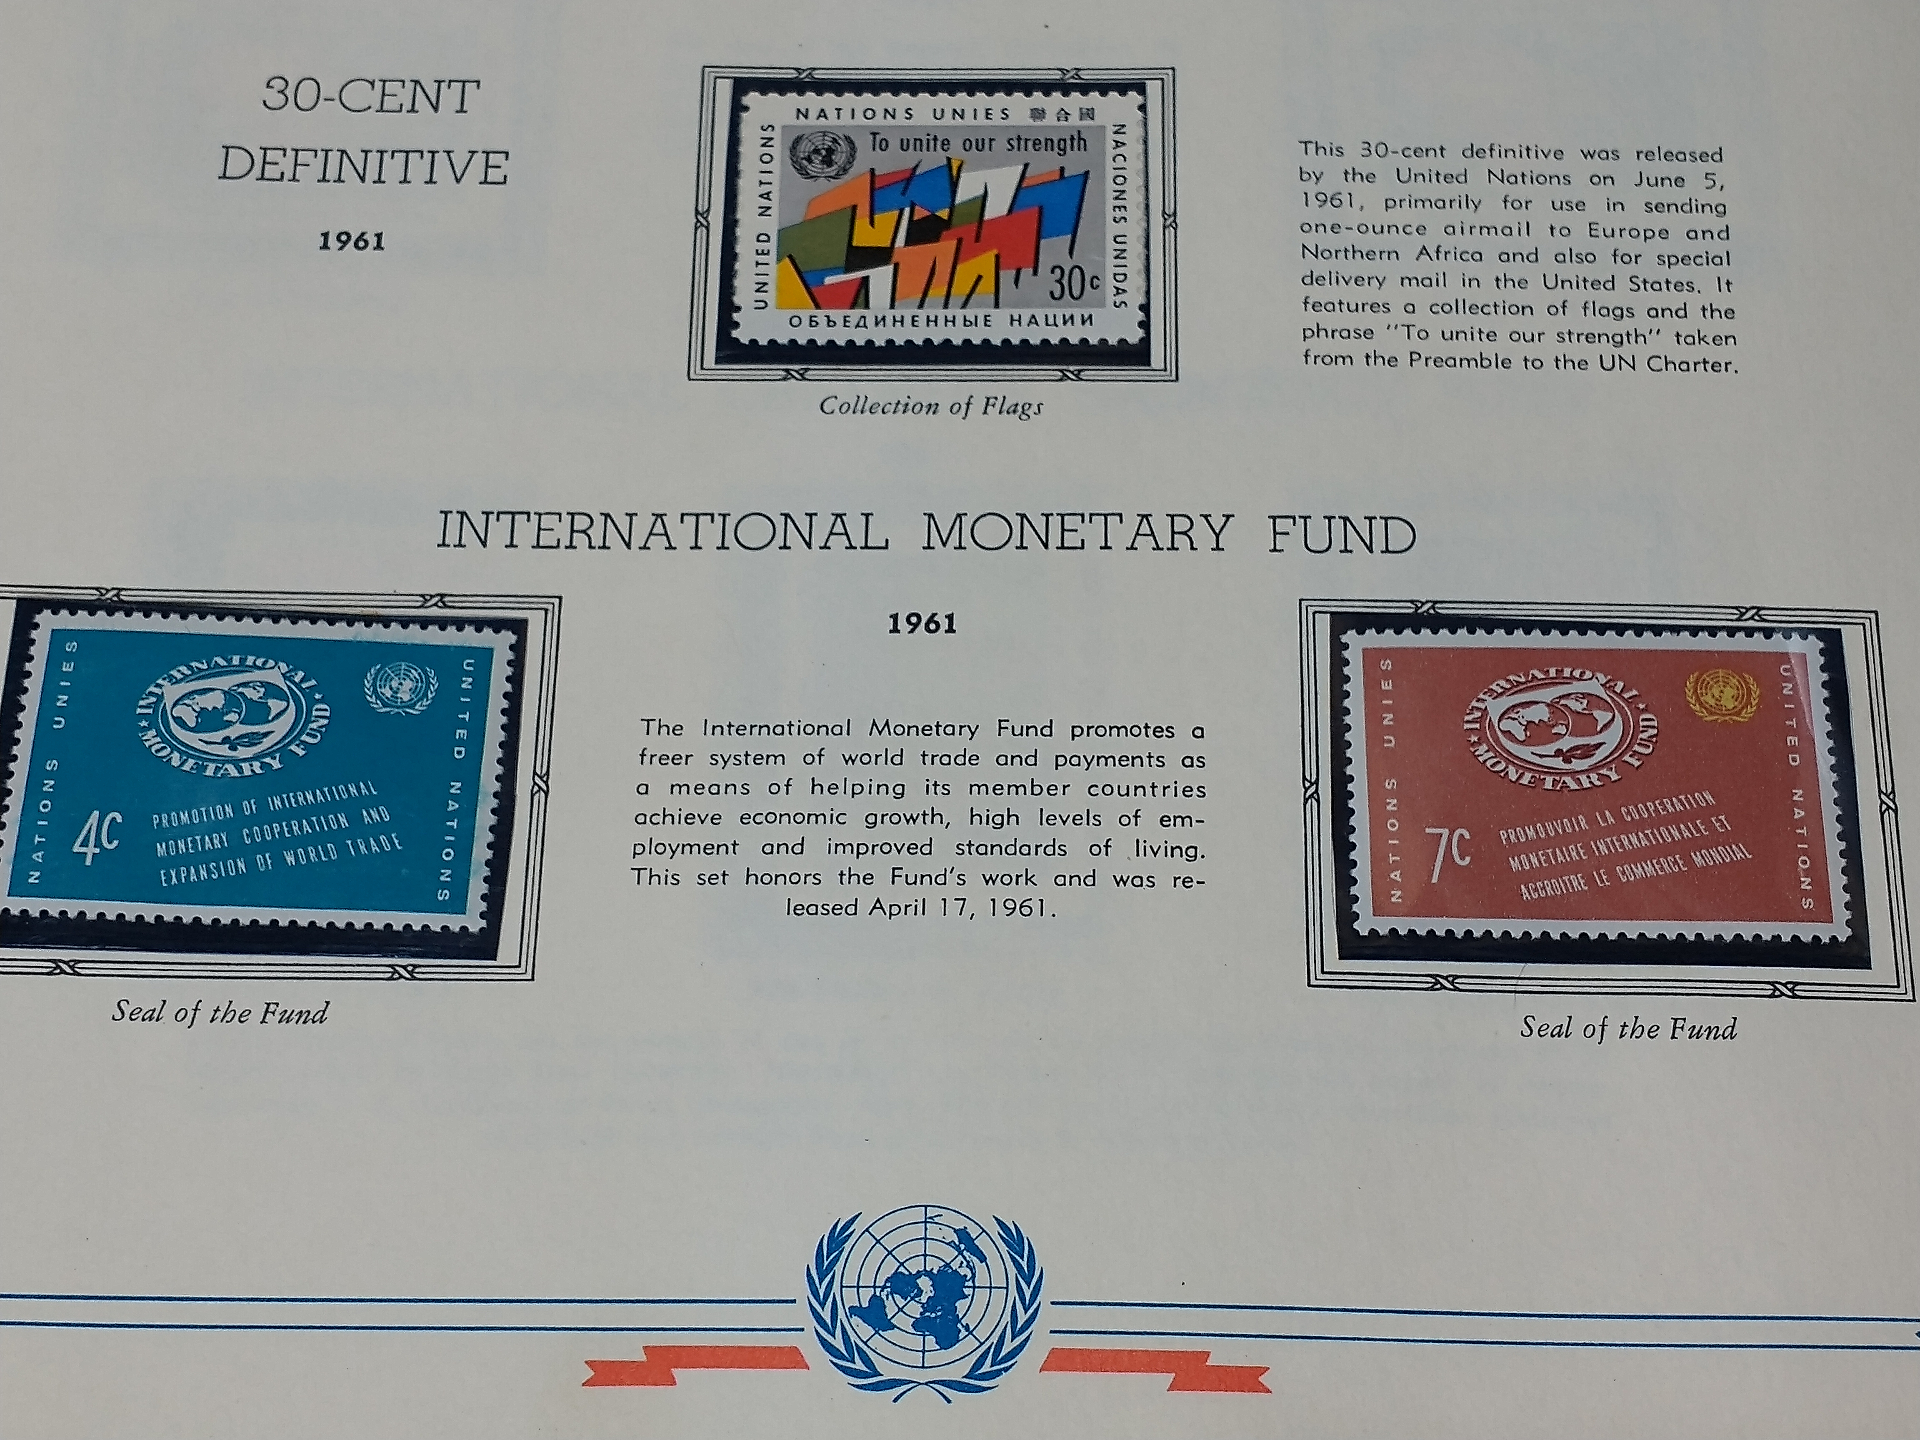 30-CENT
DEFINITIVE
1961
NATIONS UNIES 聯合國
To unite our strength
UNITED NATIONS
NACIONES UNIDAS
30c
ОБЪЕДИНЕННЫЕ НАЦИИ
Collection of Flags
This 30-cent definitive was released
by the United Nations on June 5,
1961, primarily for use in sending
one-ounce airmail to Europe and
Northern Africa and also for special
delivery mail in the United States. It
features a collection of flags and the
phrase "To unite our strength" taken
from the Preamble to the UN Charter.
INTERNATIONAL MONETARY FUND
1961
NATIONS UNIES
INTERNATIONAL
MONETARY FUND
UNITED NATIONS
4c
PROMOTION OF INTERNATIONAL
MONETARY COOPERATION AND
EXPANSION OF WORLD TRADE
Seal of the Fund
The International Monetary Fund promotes a
freer system of world trade and payments as
a means of helping its member countries
achieve economic growth, high levels of em-
ployment and improved standards of living.
This set honors the Fund's work and was re-
leased April 17, 1961.
NATIONS UNIES
INTERNATIONAL
MONETARY FUND
UNITED NATIONS
7c
PROMOUVOIR LA COOPERATION
MONETAIRE INTERNATIONALE ET
ACCROITRE LE COMMERCE MONDIAL
Seal of the Fund